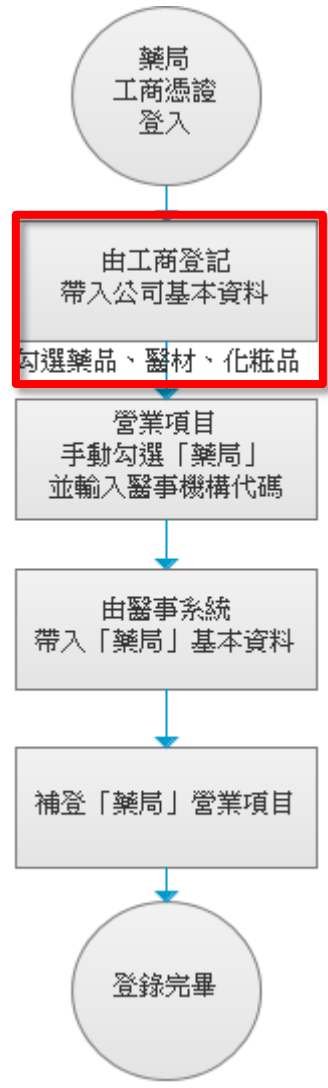 藥局
工商憑證
登入
由工商登記
帶入公司基本資料
勾選藥品、醫材、化粧品
營業項目
手動勾選「藥局」
並輸入醫事機構代碼
由醫事系統
帶入「藥局」基本資料
補登「藥局」營業項目
登錄完畢